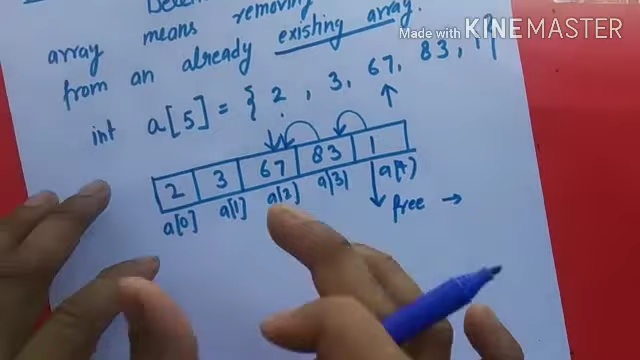 Made with KINEMASTER
array means removing
from an already existing array.
int a[5] = { 2, 3, 67, 83, 1}
2 3 67 83 1
a[0] a[1] a[2] a[3] a[4]
free →